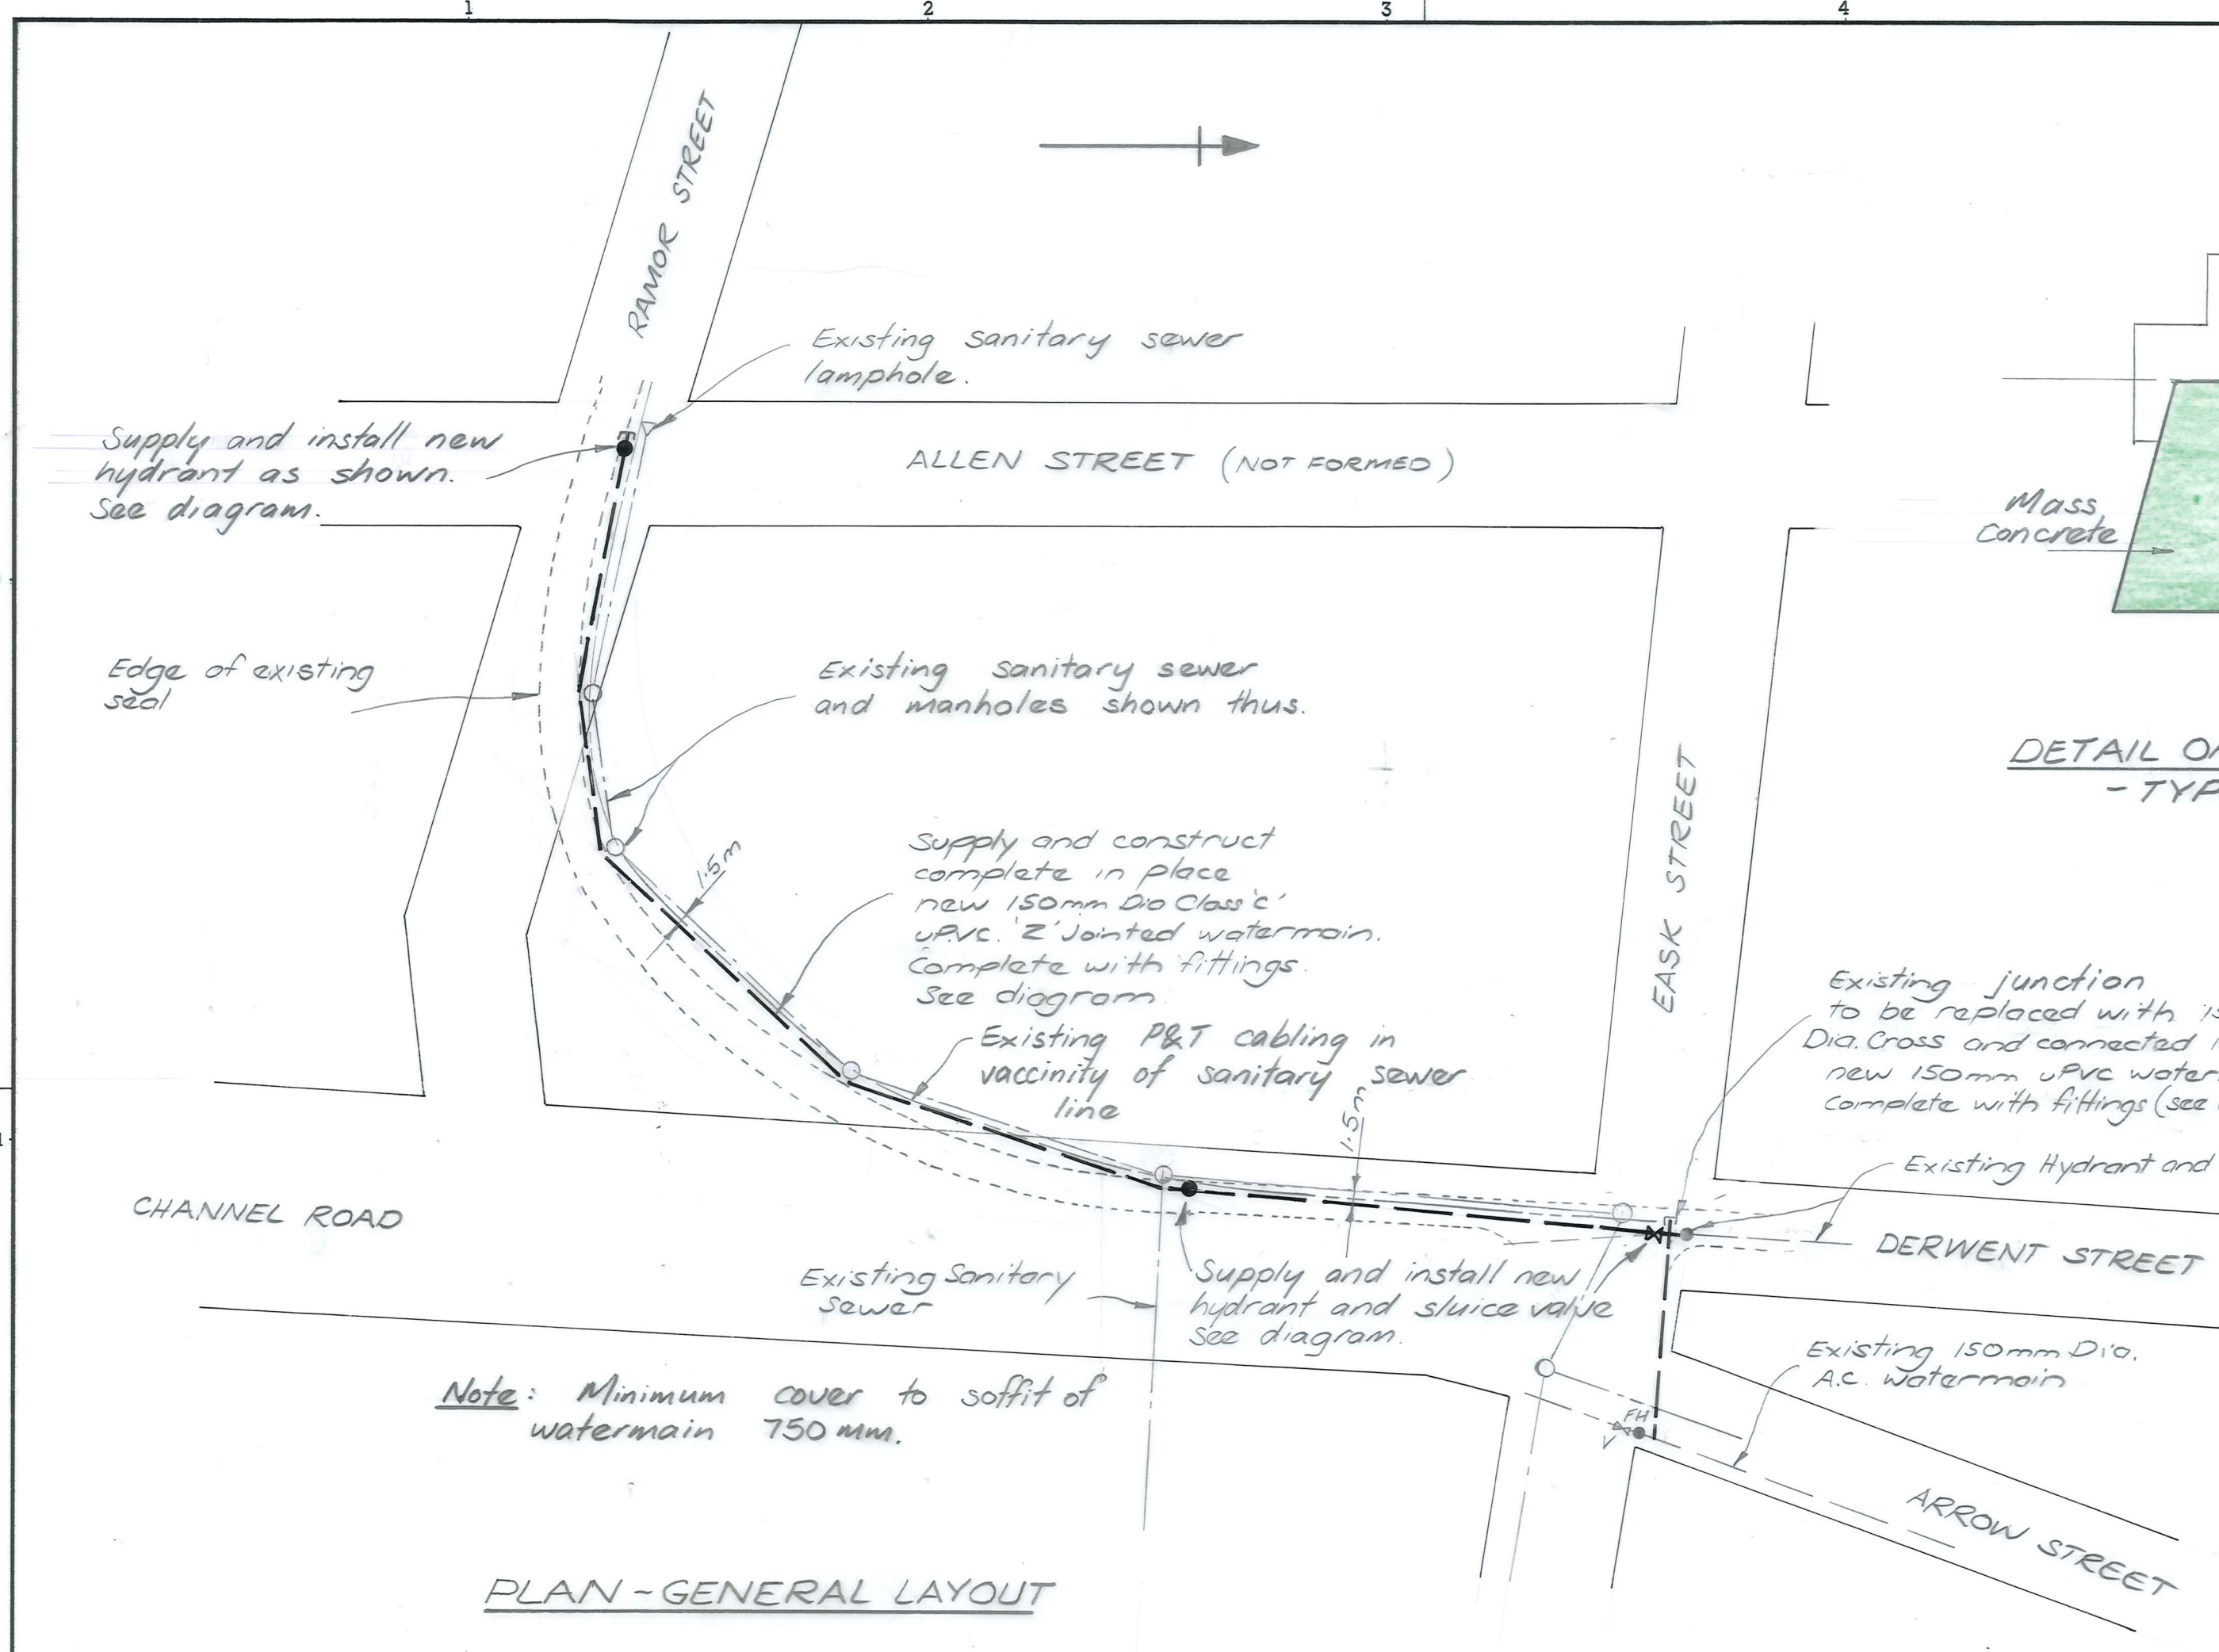 1 2 3 4
RAMOR STREET
Existing sanitary sewer
lamphole.
Supply and install new
hydrant as shown.
See diagram.
ALLEN STREET (NOT FORMED)
Mass
Concrete
Edge of existing
seal
Existing sanitary sewer
and manholes shown thus.
DETAIL
- TYP
1.5m
Supply and construct
complete in place
new 150mm Dia Class 'C'
uPVC. 'Z' Jointed watermain.
Complete with fittings.
See diagram
EASK STREET
Existing junction
to be replaced with
Dia. Cross and connected
new 150mm uPVC water
Complete with fittings (see
Existing P&T cabling in
vaccinity of sanitary sewer
line
1.5m
Existing Hydrant and
CHANNEL ROAD
DERWENT STREET
Existing Sanitary
Sewer
Supply and install new
hydrant and sluice valve
See diagram.
Existing 150mm Dia.
A.C. watermain
Note: Minimum cover to soffit of
watermain 750 mm.
FH
V
ARROW STREET
PLAN - GENERAL LAYOUT